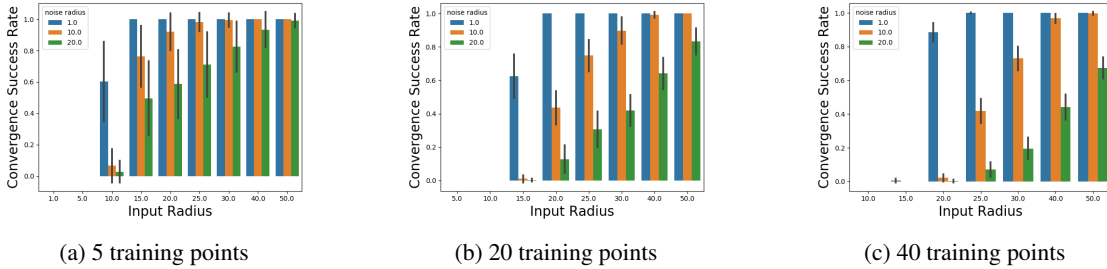 Convergence Success Rate
1.0
0.8
0.6
0.4
0.2
0.0
noise radius
1.0
10.0
20.0
1.0 5.0 10.0 15.0 20.0 25.0 30.0 40.0 50.0
Input Radius
(a) 5 training points
Convergence Success Rate
1.0
0.8
0.6
0.4
0.2
0.0
noise radius
1.0
10.0
20.0
5.0 10.0 15.0 20.0 25.0 30.0 40.0 50.0
Input Radius
(b) 20 training points
Convergence Success Rate
1.0
0.8
0.6
0.4
0.2
0.0
noise radius
1.0
10.0
20.0
10.0 15.0 20.0 25.0 30.0 40.0 50.0
Input Radius
(c) 40 training points